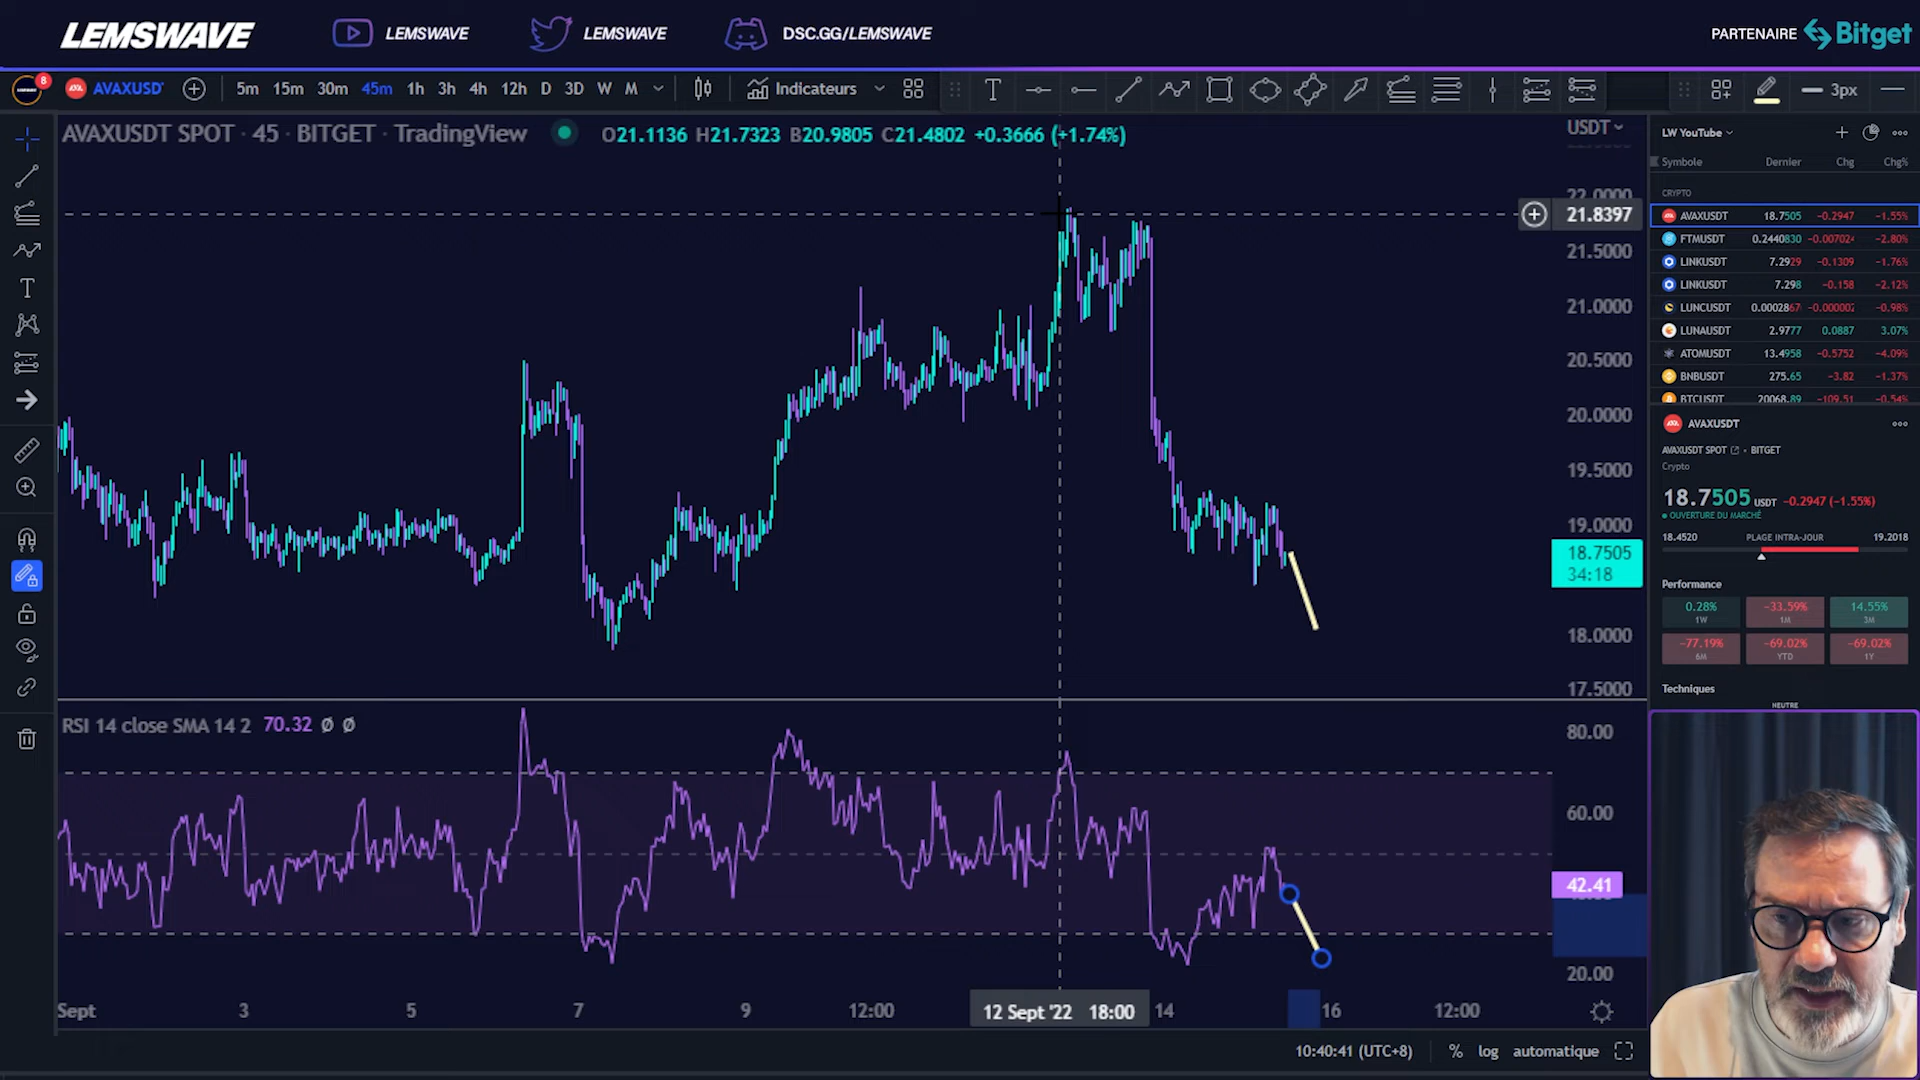 LEMSWAVE LEMSWAVE LEMSWAVE DSC.GG/LEMSWAVE PARTENAIRE Bitget
8 AVAXUSD 5m 15m 30m 45m 1h 3h 4h 12h D 3D W M Indicateurs T 3px
AVAXUSDT SPOT · 45 · BITGET · TradingView O21.1136 H21.7323 B20.9805 C21.4802 +0.3666 (+1.74%)
USDT
22.0000
21.8397
21.5000
21.0000
20.5000
20.0000
19.5000
19.0000
18.7505
34:18
18.0000
17.5000
RSI 14 close SMA 14 2 70.32 Ø Ø
80.00
60.00
42.41
20.00
Sept 3 5 7 9 12:00 12 Sept '22 18:00 14 16 12:00
10:40:41 (UTC+8) % log automatique
LW YouTube
Symbole Dernier Chg Chg%
CRYPTO
AVAXUSDT 18.7505 -0.2947 -1.55%
FTMUSDT 0.2440830 -0.007024 -2.80%
LINKUSDT 7.2929 -0.1309 -1.76%
LINKUSDT 7.298 -0.158 -2.12%
LUNCUSDT 0.0002867 -0.000002 -0.98%
LUNAUSDT 2.9777 0.0887 3.07%
ATOMUSDT 13.4958 -0.5752 -4.09%
BNBUSDT 275.65 -3.82 -1.37%
BTCUSDT 20068.89 -109.51 -0.54%
AVAXUSDT
AVAXUSDT SPOT · BITGET
Crypto
18.7505 USDT -0.2947 (-1.55%)
OUVERTURE DU MARCHÉ
18.4520 PLAGE INTRA-JOUR 19.2018
Performance
0.28% -33.59% 14.55%
1W 1M 3M
-77.19% -69.02% -69.02%
6M YTD 1Y
Techniques
NEUTRE